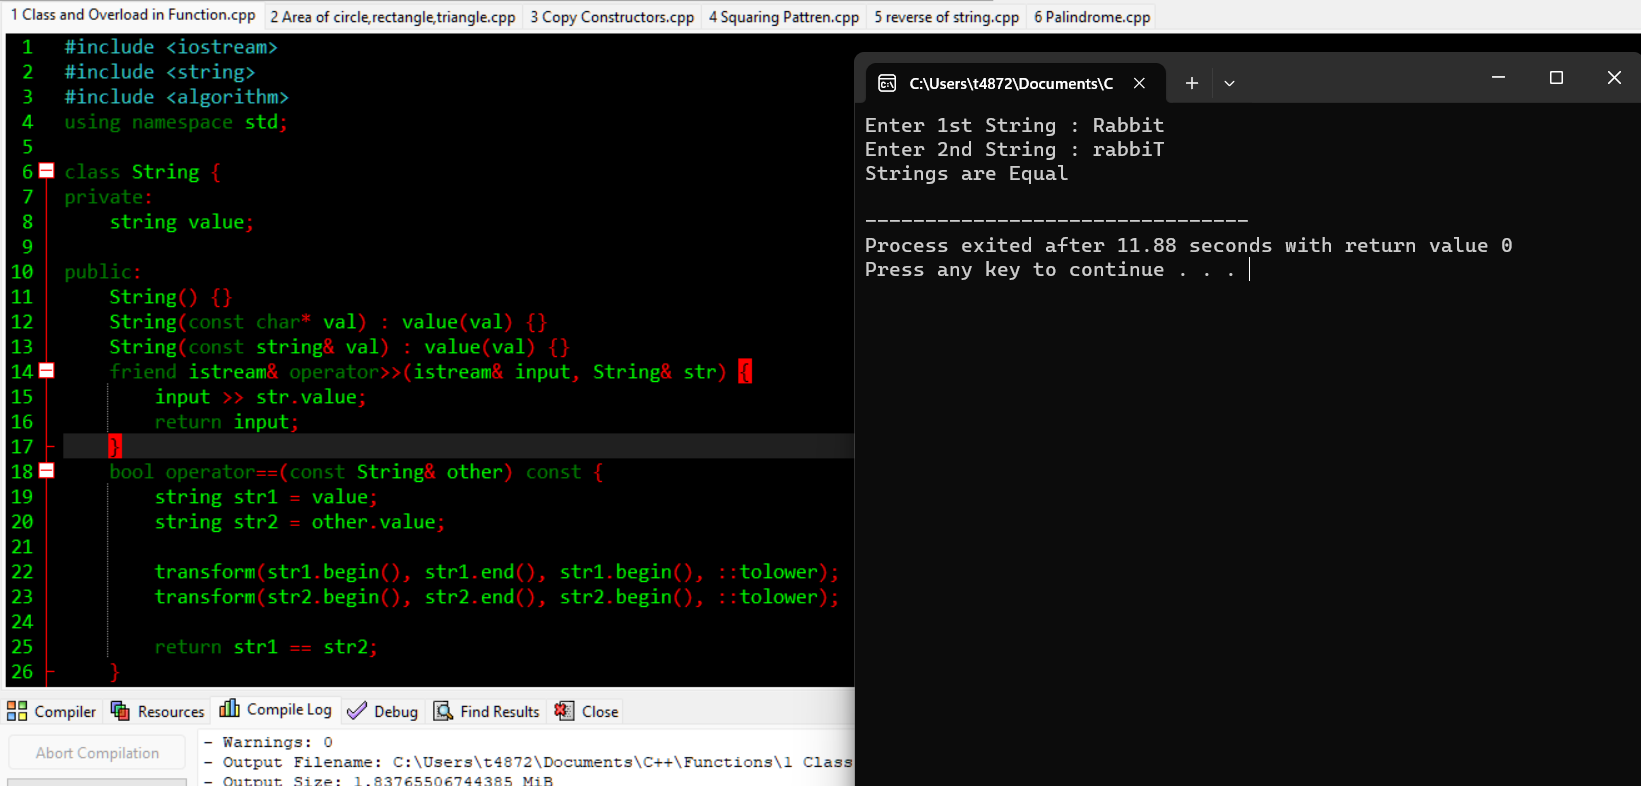 1 Class and Overload in Function.cpp 2 Area of circle,rectangle,triangle.cpp 3 Copy Constructors.cpp 4 Squaring Pattren.cpp 5 reverse of string.cpp 6 Palindrome.cpp
1 #include <iostream>
2 #include <string>
3 #include <algorithm>
4 using namespace std;
5
6 class String {
7 private:
8 string value;
9
10 public:
11 String() {}
12 String(const char* val) : value(val) {}
13 String(const string& val) : value(val) {}
14 friend istream& operator>>(istream& input, String& str) {
15 input >> str.value;
16 return input;
17 }
18 bool operator==(const String& other) const {
19 string str1 = value;
20 string str2 = other.value;
21
22 transform(str1.begin(), str1.end(), str1.begin(), ::tolower);
23 transform(str2.begin(), str2.end(), str2.begin(), ::tolower);
24
25 return str1 == str2;
26 }
C:\Users\t4872\Documents\C
Enter 1st String : Rabbit
Enter 2nd String : rabbiT
Strings are Equal
--------------------------------
Process exited after 11.88 seconds with return value 0
Press any key to continue . . .
Compiler Resources Compile Log Debug Find Results Close
Abort Compilation
- Warnings: 0
- Output Filename: C:\Users\t4872\Documents\C++\Functions\1 Class
- Output Size: 1.83765506744385 MiB